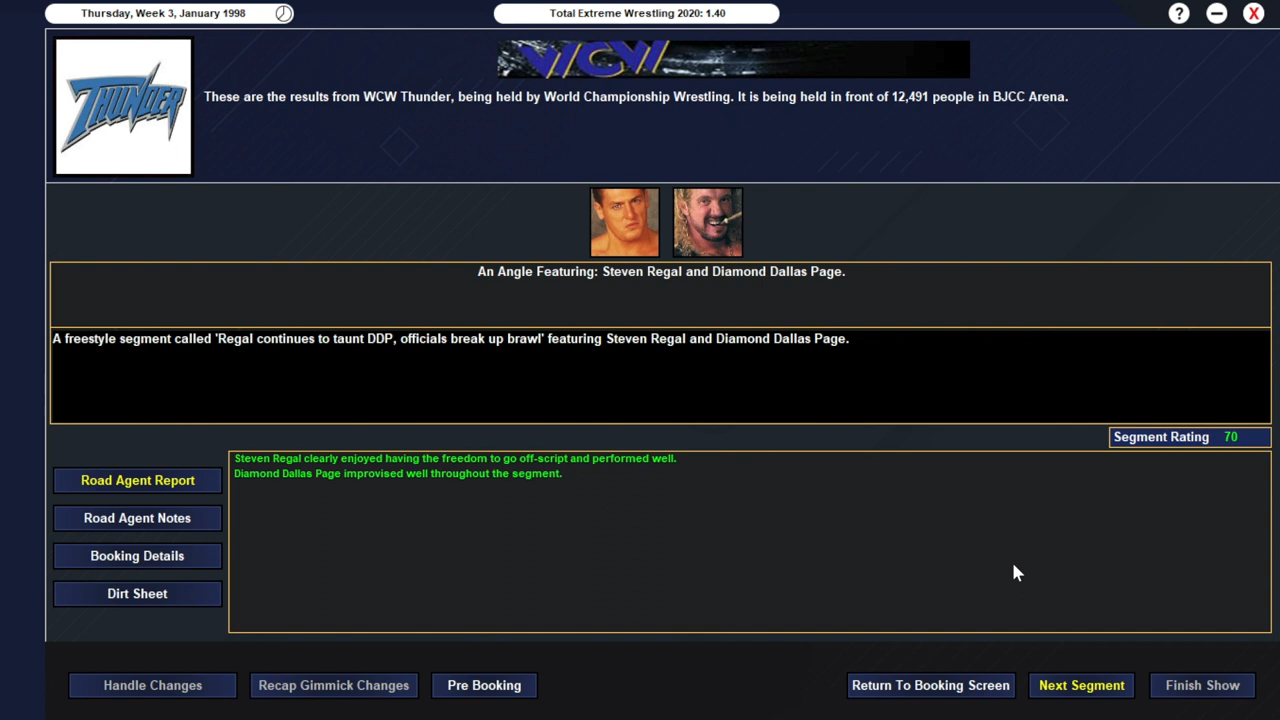 Thursday, Week 3, January 1998
Total Extreme Wrestling 2020: 1.40
?
X
THUNDER
WCW
These are the results from WCW Thunder, being held by World Championship Wrestling. It is being held in front of 12,491 people in BJCC Arena.
An Angle Featuring: Steven Regal and Diamond Dallas Page.
A freestyle segment called 'Regal continues to taunt DDP, officials break up brawl' featuring Steven Regal and Diamond Dallas Page.
Segment Rating 70
Steven Regal clearly enjoyed having the freedom to go off-script and performed well.
Diamond Dallas Page improvised well throughout the segment.
Road Agent Report
Road Agent Notes
Booking Details
Dirt Sheet
Handle Changes
Recap Gimmick Changes
Pre Booking
Return To Booking Screen
Next Segment
Finish Show